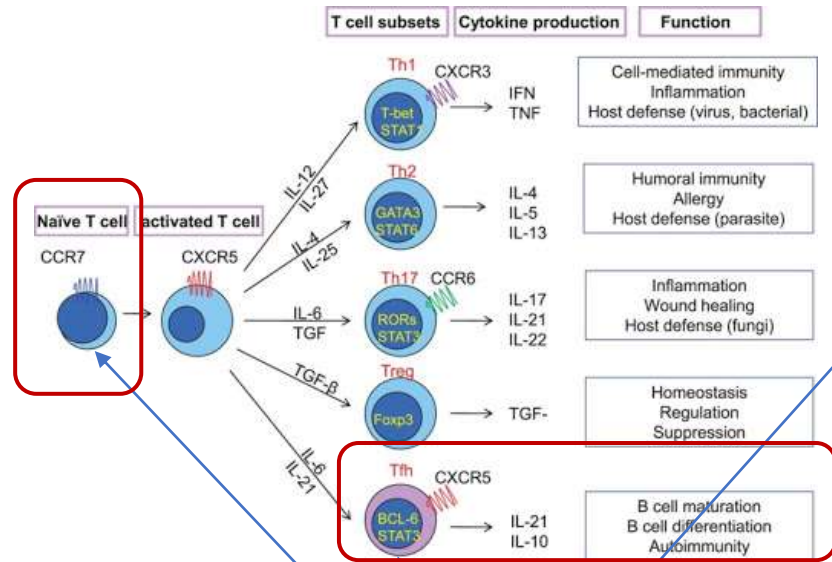 T cell subsets
Cytokine production
Function
Th1
CXCR3
T-bet
STAT1
IFN
TNF
Cell-mediated immunity
Inflammation
Host defense (virus, bacterial)
IL-12
IL-27
Th2
GATA3
STAT6
IL-4
IL-5
IL-13
Humoral immunity
Allergy
Host defense (parasite)
Naïve T cell
activated T cell
CCR7
CXCR5
IL-4
IL-25
Th17
CCR6
RORs
STAT3
IL-17
IL-21
IL-22
Inflammation
Wound healing
Host defense (fungi)
IL-6
TGF
Treg
TGF-β
Foxp3
TGF-
Homeostasis
Regulation
Suppression
IL-6
IL-21
Tfh
CXCR5
BCL-6
STAT3
IL-21
IL-10
B cell maturation
B cell differentiation
Autoimmunity